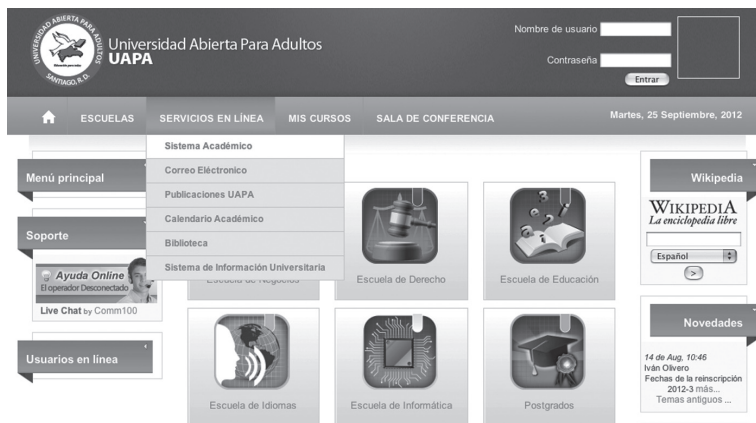 UNIVERSIDAD ABIERTA PARA ADULTOS
SANTIAGO, R.D.
Universidad Abierta Para Adultos
UAPA
Nombre de usuario
Contraseña
Entrar
ESCUELAS
SERVICIOS EN LÍNEA
MIS CURSOS
SALA DE CONFERENCIA
Martes, 25 Septiembre, 2012
Sistema Académico
Correo Eléctronico
Publicaciones UAPA
Calendario Académico
Biblioteca
Sistema de Información Universitaria
Menú principal
Soporte
Ayuda Online
El operador Desconectado
Live Chat by Comm100
Usuarios en línea
Escuela de Negocios
Escuela de Derecho
Escuela de Educación
Escuela de Idiomas
Escuela de Informática
Postgrados
Wikipedia
WIKIPEDIA
La enciclopedia libre
Español
>
Novedades
14 de Aug, 10:46
Iván Olivero
Fechas de la reinscripción
2012-3 más...
Temas antiguos ...